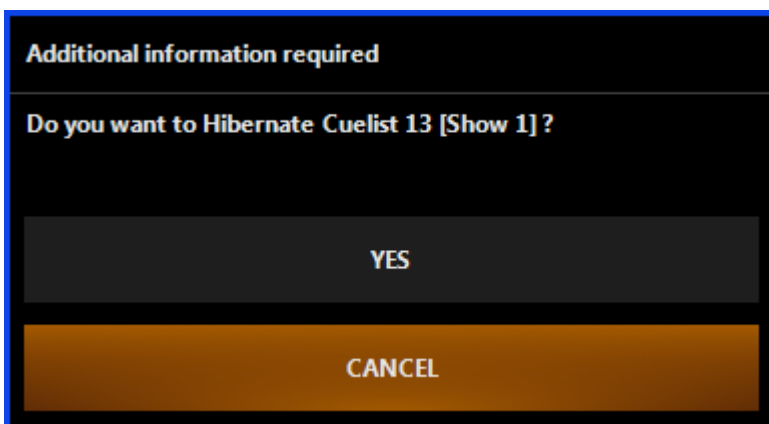 Additional information required
Do you want to Hibernate Cuelist 13 [Show 1] ?
YES
CANCEL